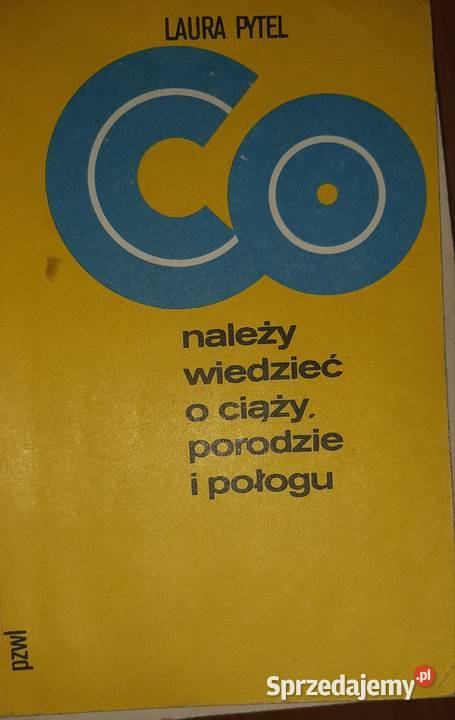 LAURA PYTEL
Co
należy
wiedzieć
o ciąży,
porodzie
i połogu
pzwl
Sprzedajemy.pl